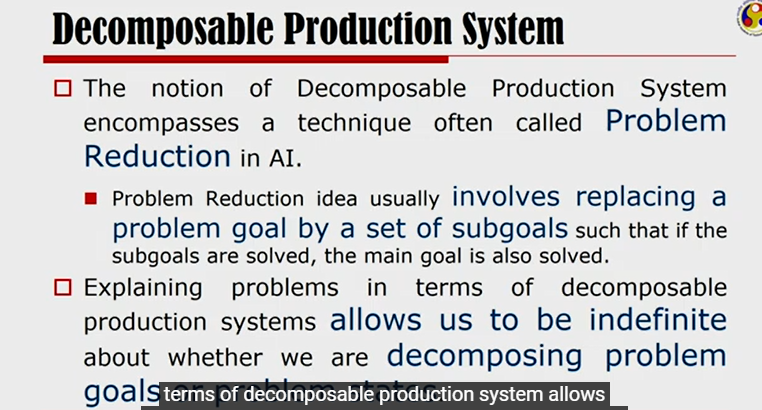 Decomposable Production System
The notion of Decomposable Production System
encompasses a technique often called Problem
Reduction in AI.
Problem Reduction idea usually involves replacing a
problem goal by a set of subgoals such that if the
subgoals are solved, the main goal is also solved.
Explaining problems in terms of decomposable
production systems allows us to be indefinite
about whether we are decomposing problem
goals or problem states.
terms of decomposable production system allows